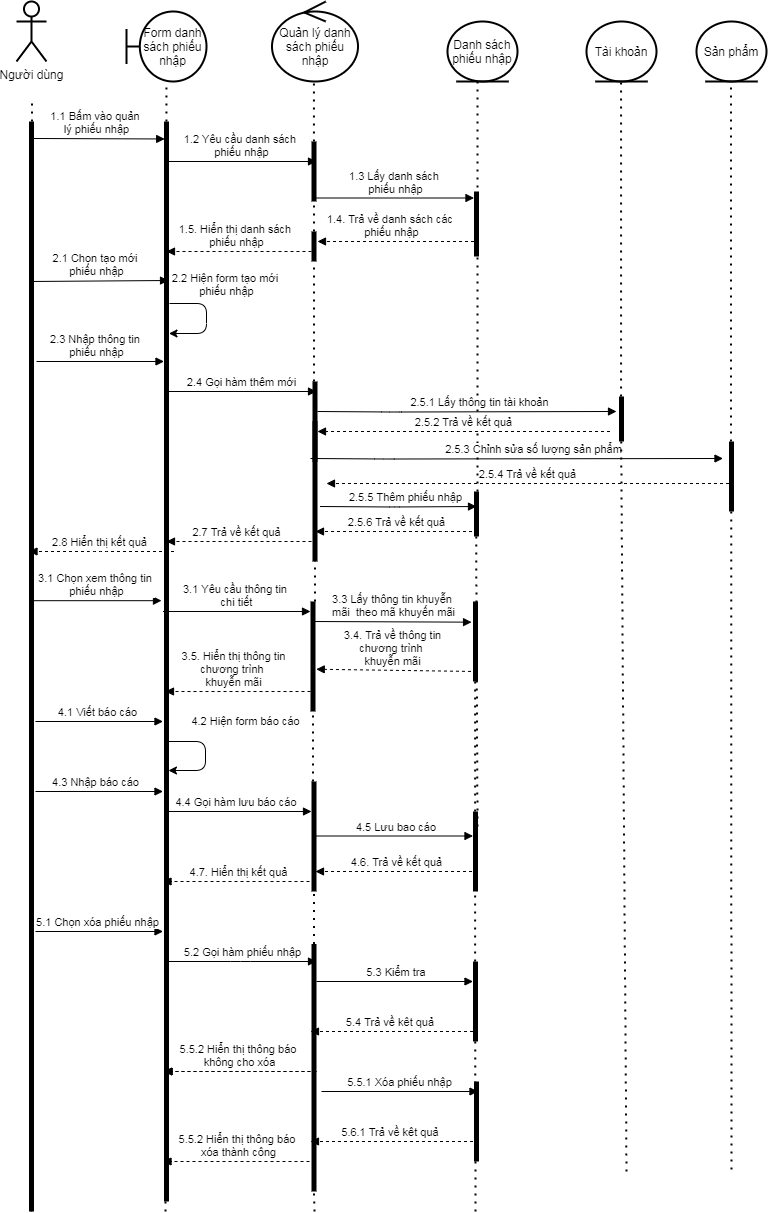 Người dùng
Form danh
sách phiếu
nhập
Quản lý danh
sách phiếu
nhập
Danh sách
phiếu nhập
Tài khoản
Sản phẩm
1.1 Bấm vào quản
lý phiếu nhập
1.2 Yêu cầu danh sách
phiếu nhập
1.3 Lấy danh sách
phiếu nhập
1.4. Trả về danh sách các
phiếu nhập
1.5. Hiển thị danh sách
phiếu nhập
2.1 Chọn tạo mới
phiếu nhập
2.2 Hiện form tạo mới
phiếu nhập
2.3 Nhập thông tin
phiếu nhập
2.4 Gọi hàm thêm mới
2.5.1 Lấy thông tin tài khoản
2.5.2 Trả về kết quả
2.5.3 Chỉnh sửa số lượng sản phẩm
2.5.4 Trả về kết quả
2.5.5 Thêm phiếu nhập
2.5.6 Trả về kết quả
2.7 Trả về kết quả
2.8 Hiển thị kết quả
3.1 Chọn xem thông tin
phiếu nhập
3.1 Yêu cầu thông tin
chi tiết
3.3 Lấy thông tin khuyễn
mãi theo mã khuyến mãi
3.4. Trả về thông tin
chương trình
khuyễn mãi
3.5. Hiển thị thông tin
chương trình
khuyễn mãi
4.1 Viết báo cáo
4.2 Hiện form báo cáo
4.3 Nhập báo cáo
4.4 Gọi hàm lưu báo cáo
4.5 Lưu bao cáo
4.6. Trả về kết quả
4.7. Hiển thị kết quả
5.1 Chọn xóa phiếu nhập
5.2 Gọi hàm phiếu nhập
5.3 Kiểm tra
5.4 Trả về kêt quả
5.5.2 Hiển thị thông báo
không cho xóa
5.5.1 Xóa phiếu nhập
5.6.1 Trả về kêt quả
5.5.2 Hiển thị thông báo
xóa thành công